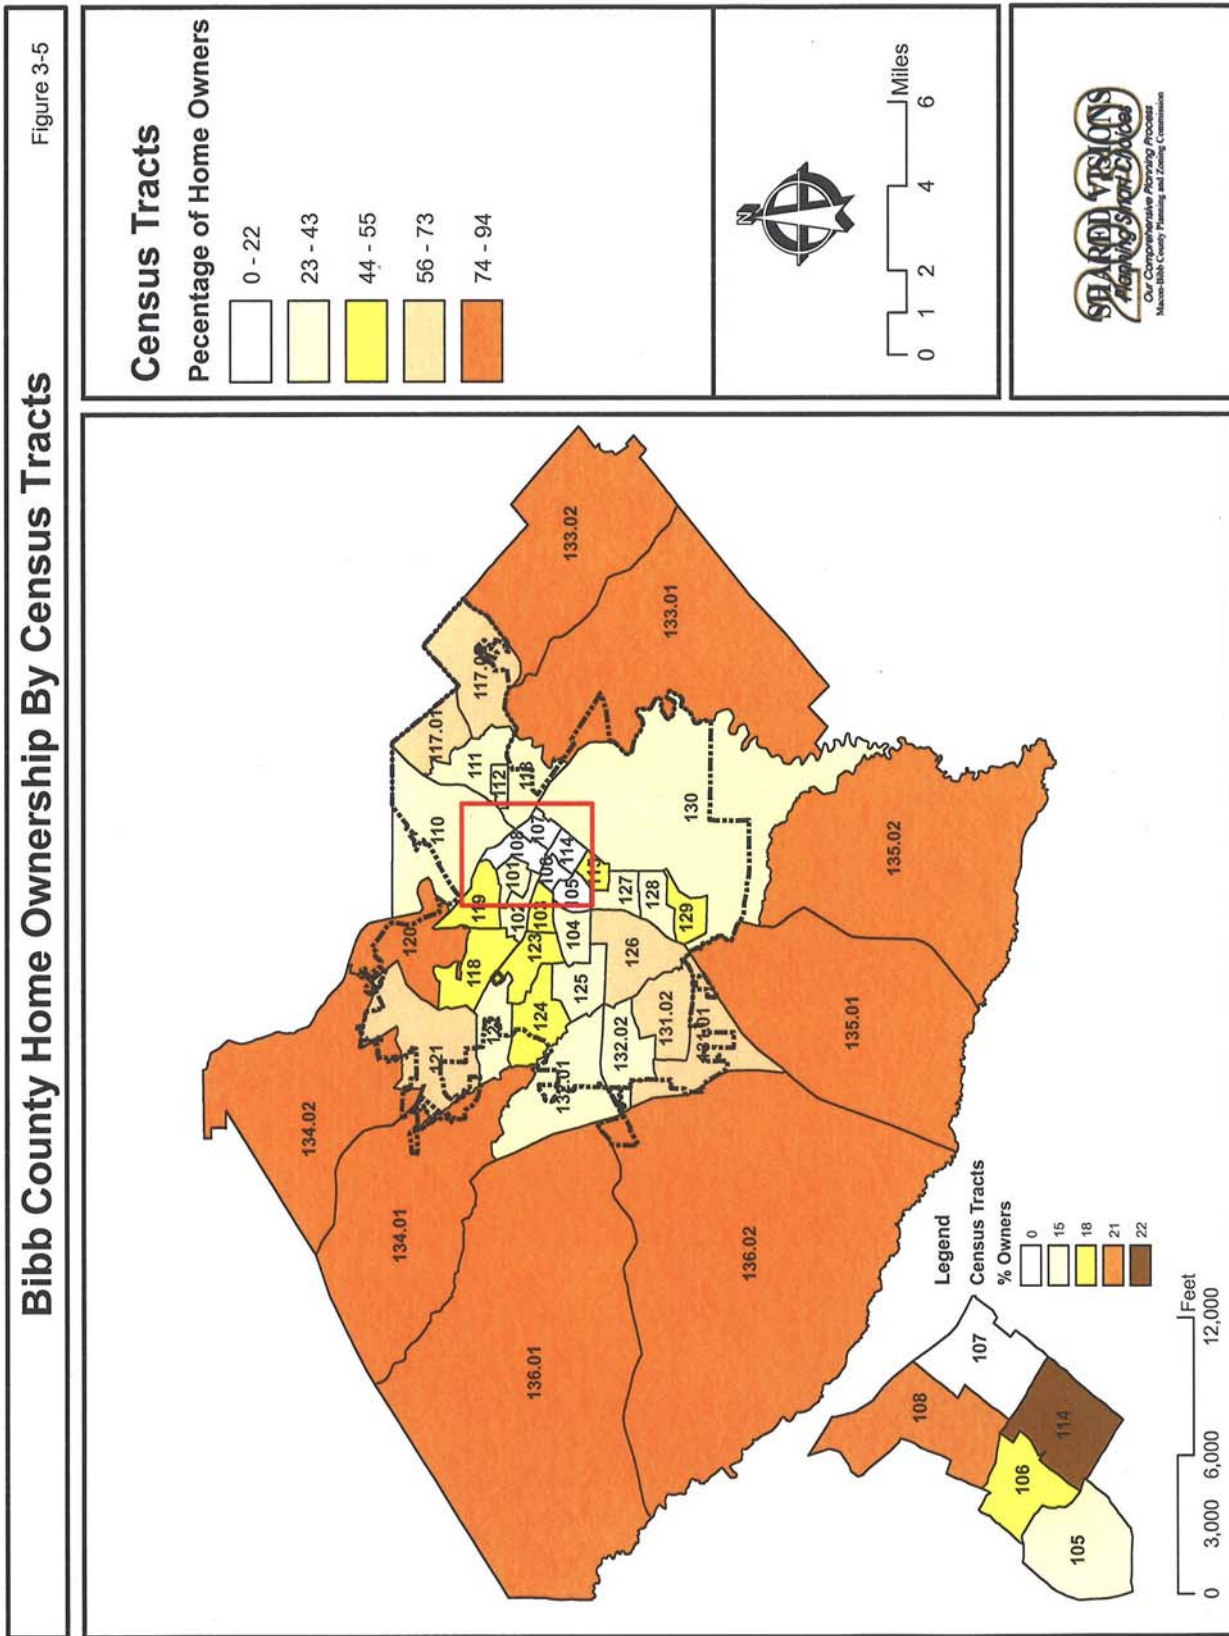 Bibb County Home Ownership By Census Tracts
Figure 3-5
Census Tracts
Pecentage of Home Owners
0 - 22
23 - 43
44 - 55
56 - 73
74 - 94
N
0 1 2 4 6
Miles
SHARED VISIONS
2030
Planning Smart Choices
Our Comprehensive Planning Process
Macon-Bibb County Planning and Zoning Commission
134.02
120
110
117.01
111
112
133.02
133.01
121
118
119
101
108
107
102
103
106
114
105
123
104
124
125
127
128
129
130
126
132.02
131.02
131.01
134.01
136.01
136.02
135.01
135.02
Legend
Census Tracts
% Owners
0
15
18
21
22
108
107
106
114
105
0 3,000 6,000 12,000
Feet